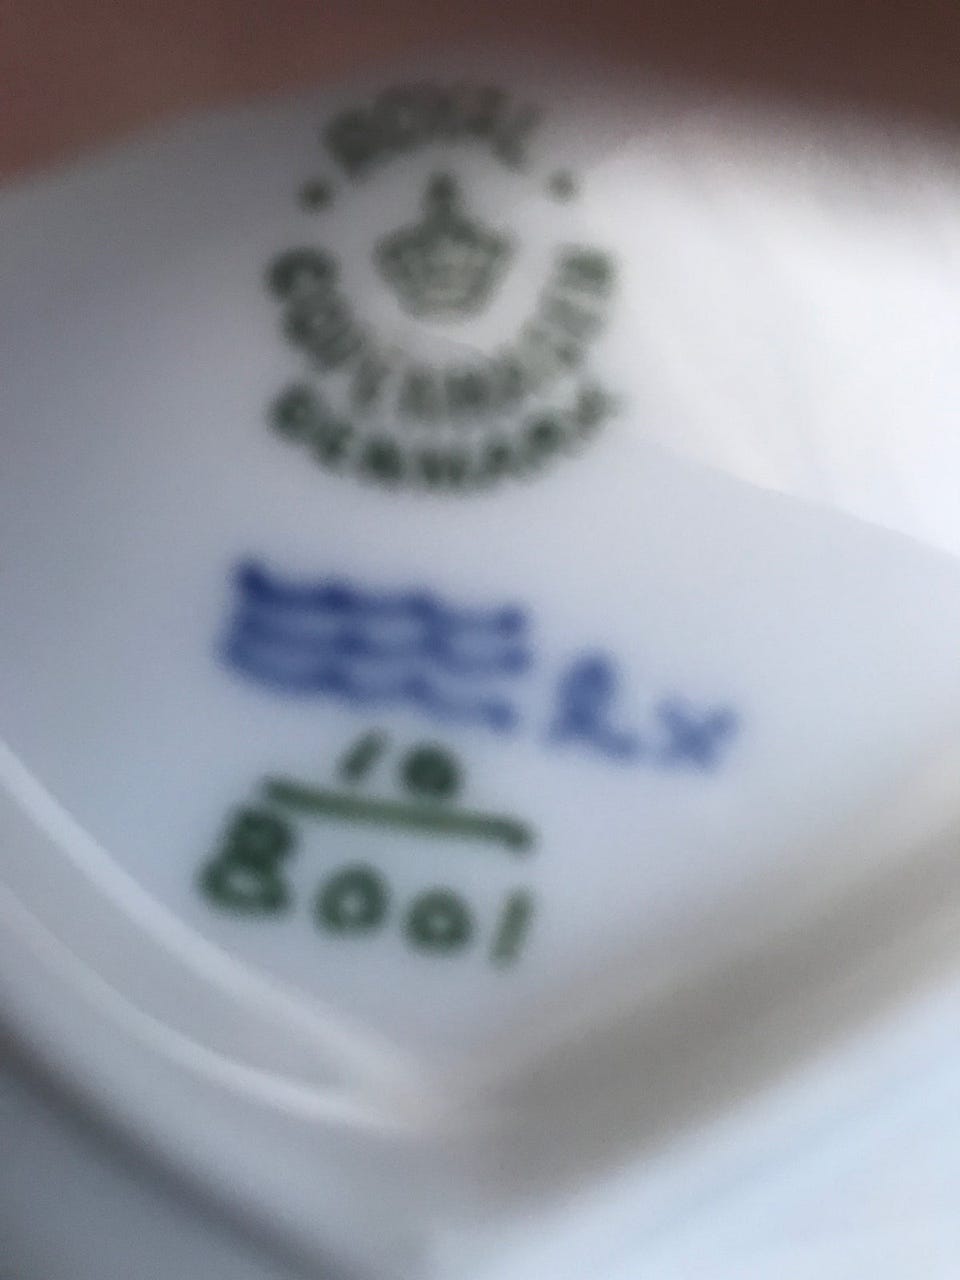 ROYAL
COPENHAGEN
DENMARK
10
8001